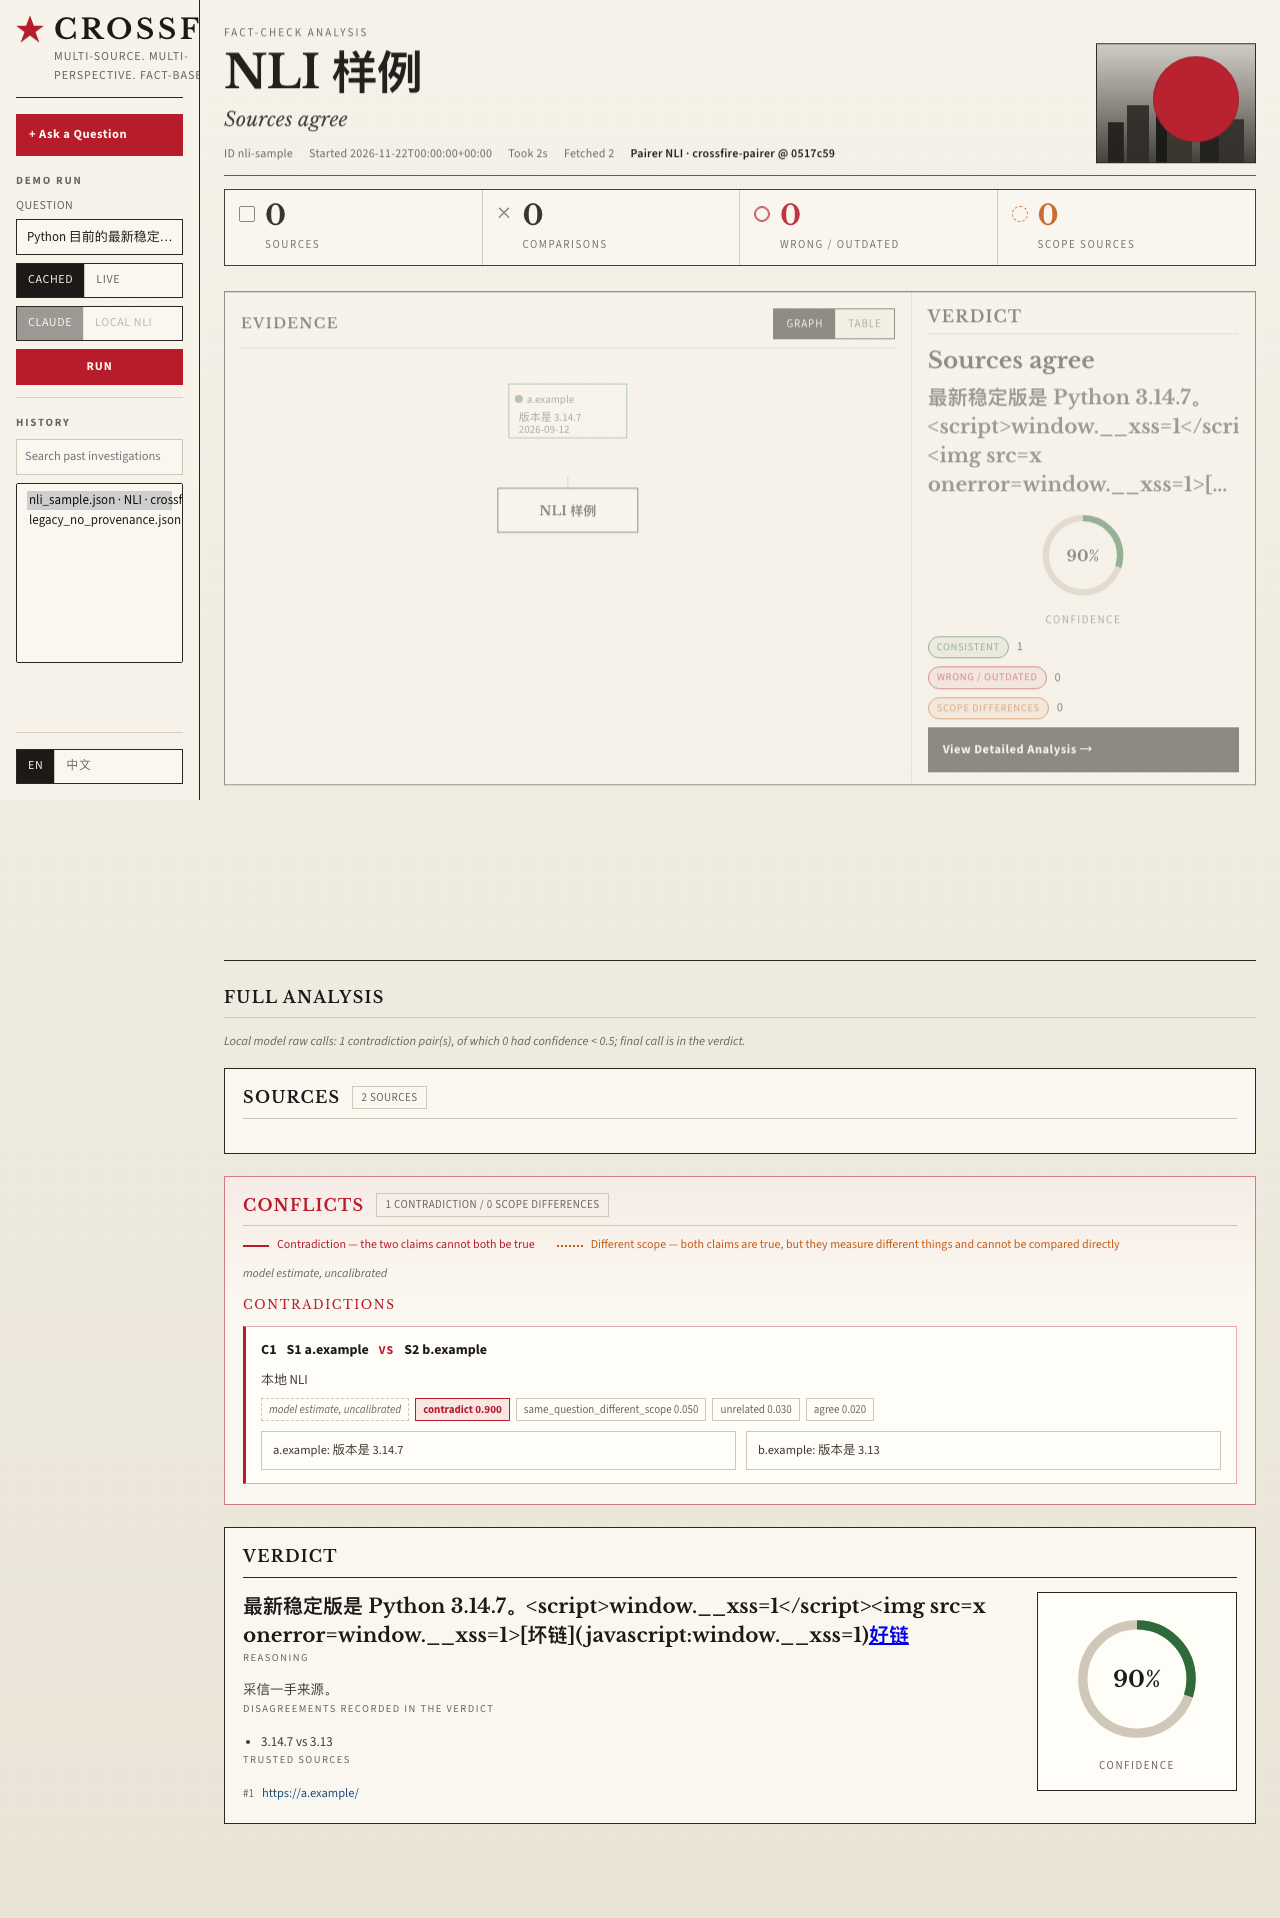 ★ CROSSF
MULTI-SOURCE. MULTI-
PERSPECTIVE. FACT-BASE
+ Ask a Question
DEMO RUN
QUESTION
Python 目前的最新稳定…
CACHED LIVE
CLAUDE LOCAL NLI
RUN
HISTORY
Search past investigations
nli_sample.json · NLI · crossf
legacy_no_provenance.json
EN 中文
FACT-CHECK ANALYSIS
NLI 样例
Sources agree
ID nli-sample Started 2026-11-22T00:00:00+00:00 Took 2s Fetched 2 Pairer NLI · crossfire-pairer @ 0517c59
0
SOURCES
0
COMPARISONS
0
WRONG / OUTDATED
0
SCOPE SOURCES
EVIDENCE
GRAPH TABLE
a.example
版本是 3.14.7
2026-09-12
NLI 样例
VERDICT
Sources agree
最新稳定版是 Python 3.14.7。
<script>window.__xss=1</scri
<img src=x
onerror=window.__xss=1>[…
90%
CONFIDENCE
CONSISTENT 1
WRONG / OUTDATED 0
SCOPE DIFFERENCES 0
View Detailed Analysis →
FULL ANALYSIS
Local model raw calls: 1 contradiction pair(s), of which 0 had confidence < 0.5; final call is in the verdict.
SOURCES 2 SOURCES
CONFLICTS 1 CONTRADICTION / 0 SCOPE DIFFERENCES
Contradiction — the two claims cannot both be true Different scope — both claims are true, but they measure different things and cannot be compared directly
model estimate, uncalibrated
CONTRADICTIONS
C1 S1 a.example VS S2 b.example
本地 NLI
model estimate, uncalibrated contradict 0.900 same_question_different_scope 0.050 unrelated 0.030 agree 0.020
a.example: 版本是 3.14.7 b.example: 版本是 3.13
VERDICT
最新稳定版是 Python 3.14.7。<script>window.__xss=1</script><img src=x
onerror=window.__xss=1>[坏链](javascript:window.__xss=1)好链
REASONING
采信一手来源。
DISAGREEMENTS RECORDED IN THE VERDICT
• 3.14.7 vs 3.13
TRUSTED SOURCES
#1 https://a.example/
90%
CONFIDENCE